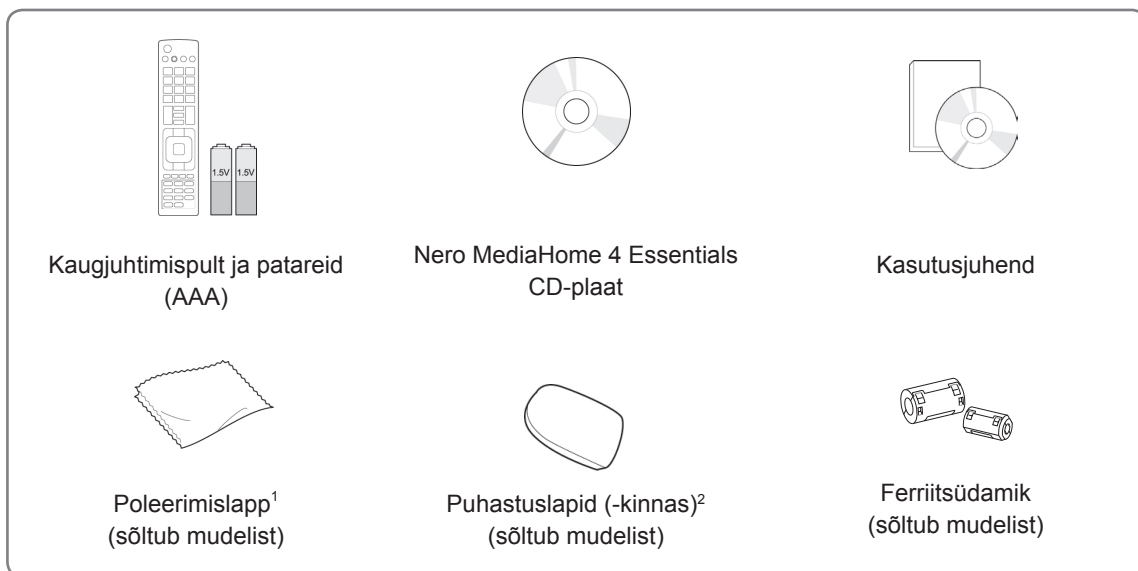 1.5V 1.5V
Kaugjuhtimispult ja patareid
(AAA)
Nero MediaHome 4 Essentials
CD-plaat
Kasutusjuhend
Poleerimislapp¹
(sõltub mudelist)
Puhastuslapid (-kinnas)²
(sõltub mudelist)
Ferriitsüdamik
(sõltub mudelist)